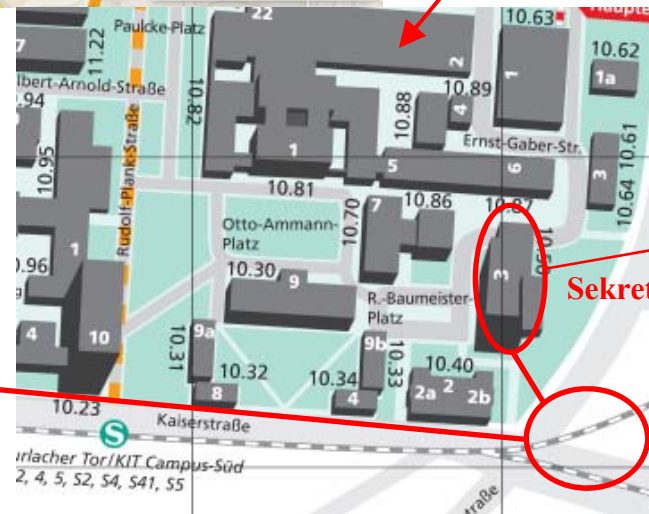 Paulcke-Platz
22
10.63
Haupte
10.62
7
11.22
lbert-Arnold-Straße
10.82
2
1
1a
10.89
10.88
4
.94
10.95
Rudolf-Plank-Straße
1
5
6
Ernst-Gaber-Str.
3
10.61
10.64
10.81
10.70
7
10.86
10.87
10.50
Otto-Ammann-
Platz
1
.96
10.30
9
3
Sekret
R.-Baumeister-
Platz
4
10
10.31
9a
9b
10.33
10.40
10.32
10.34
8
4
2a
2
2b
10.23
Kaiserstraße
S
urlacher Tor/KIT Campus-Süd
2, 4, 5, S2, S4, S41, S5
raße